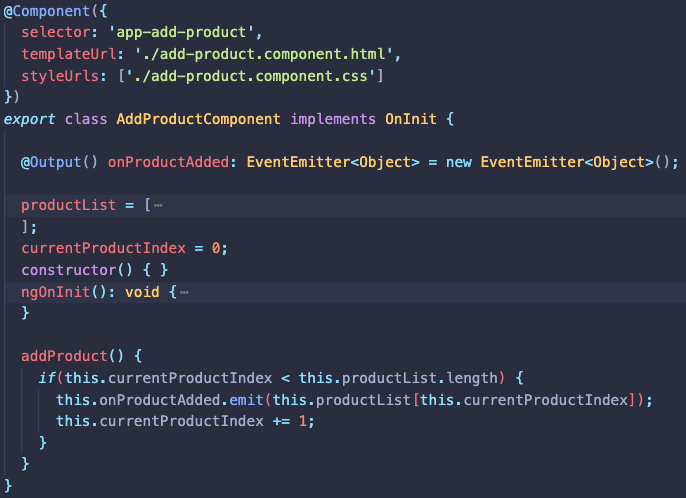 @Component({
  selector: 'app-add-product',
  templateUrl: './add-product.component.html',
  styleUrls: ['./add-product.component.css']
})
export class AddProductComponent implements OnInit {
  @Output() onProductAdded: EventEmitter<Object> = new EventEmitter<Object>();
  productList = [⋯
  ];
  currentProductIndex = 0;
  constructor() { }
  ngOnInit(): void {⋯
  }
  addProduct() {
    if(this.currentProductIndex < this.productList.length) {
      this.onProductAdded.emit(this.productList[this.currentProductIndex]);
      this.currentProductIndex += 1;
    }
  }
}